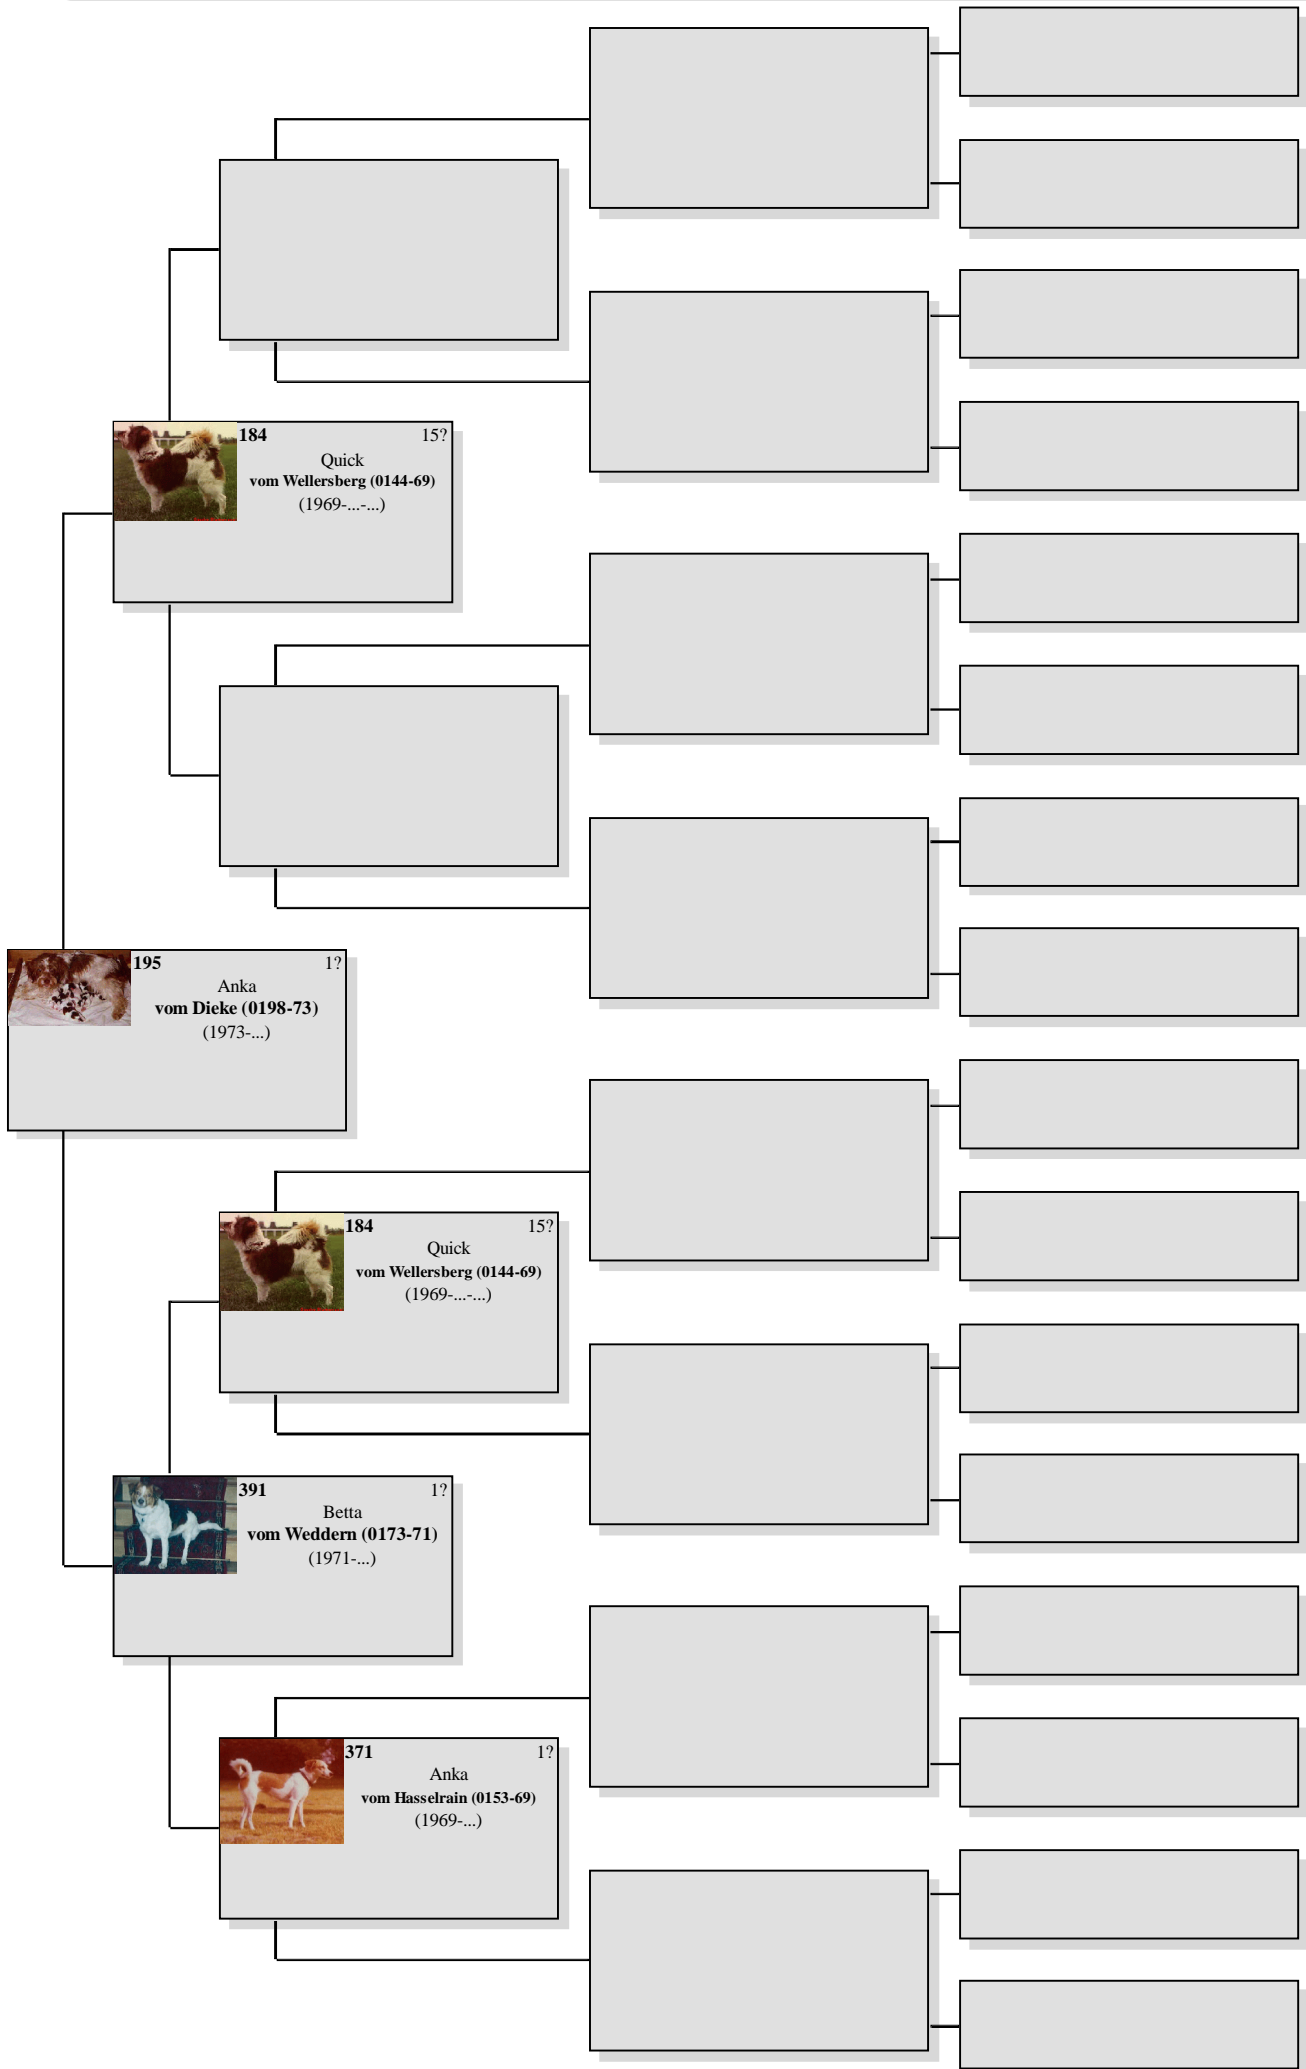 184 15?
Quick
vom Wellersberg (0144-69)
(1969-...-...)
195 1?
Anka
vom Dieke (0198-73)
(1973-...)
184 15?
Quick
vom Wellersberg (0144-69)
(1969-...-...)
391 1?
Betta
vom Weddern (0173-71)
(1971-...)
371 1?
Anka
vom Hasselrain (0153-69)
(1969-...)